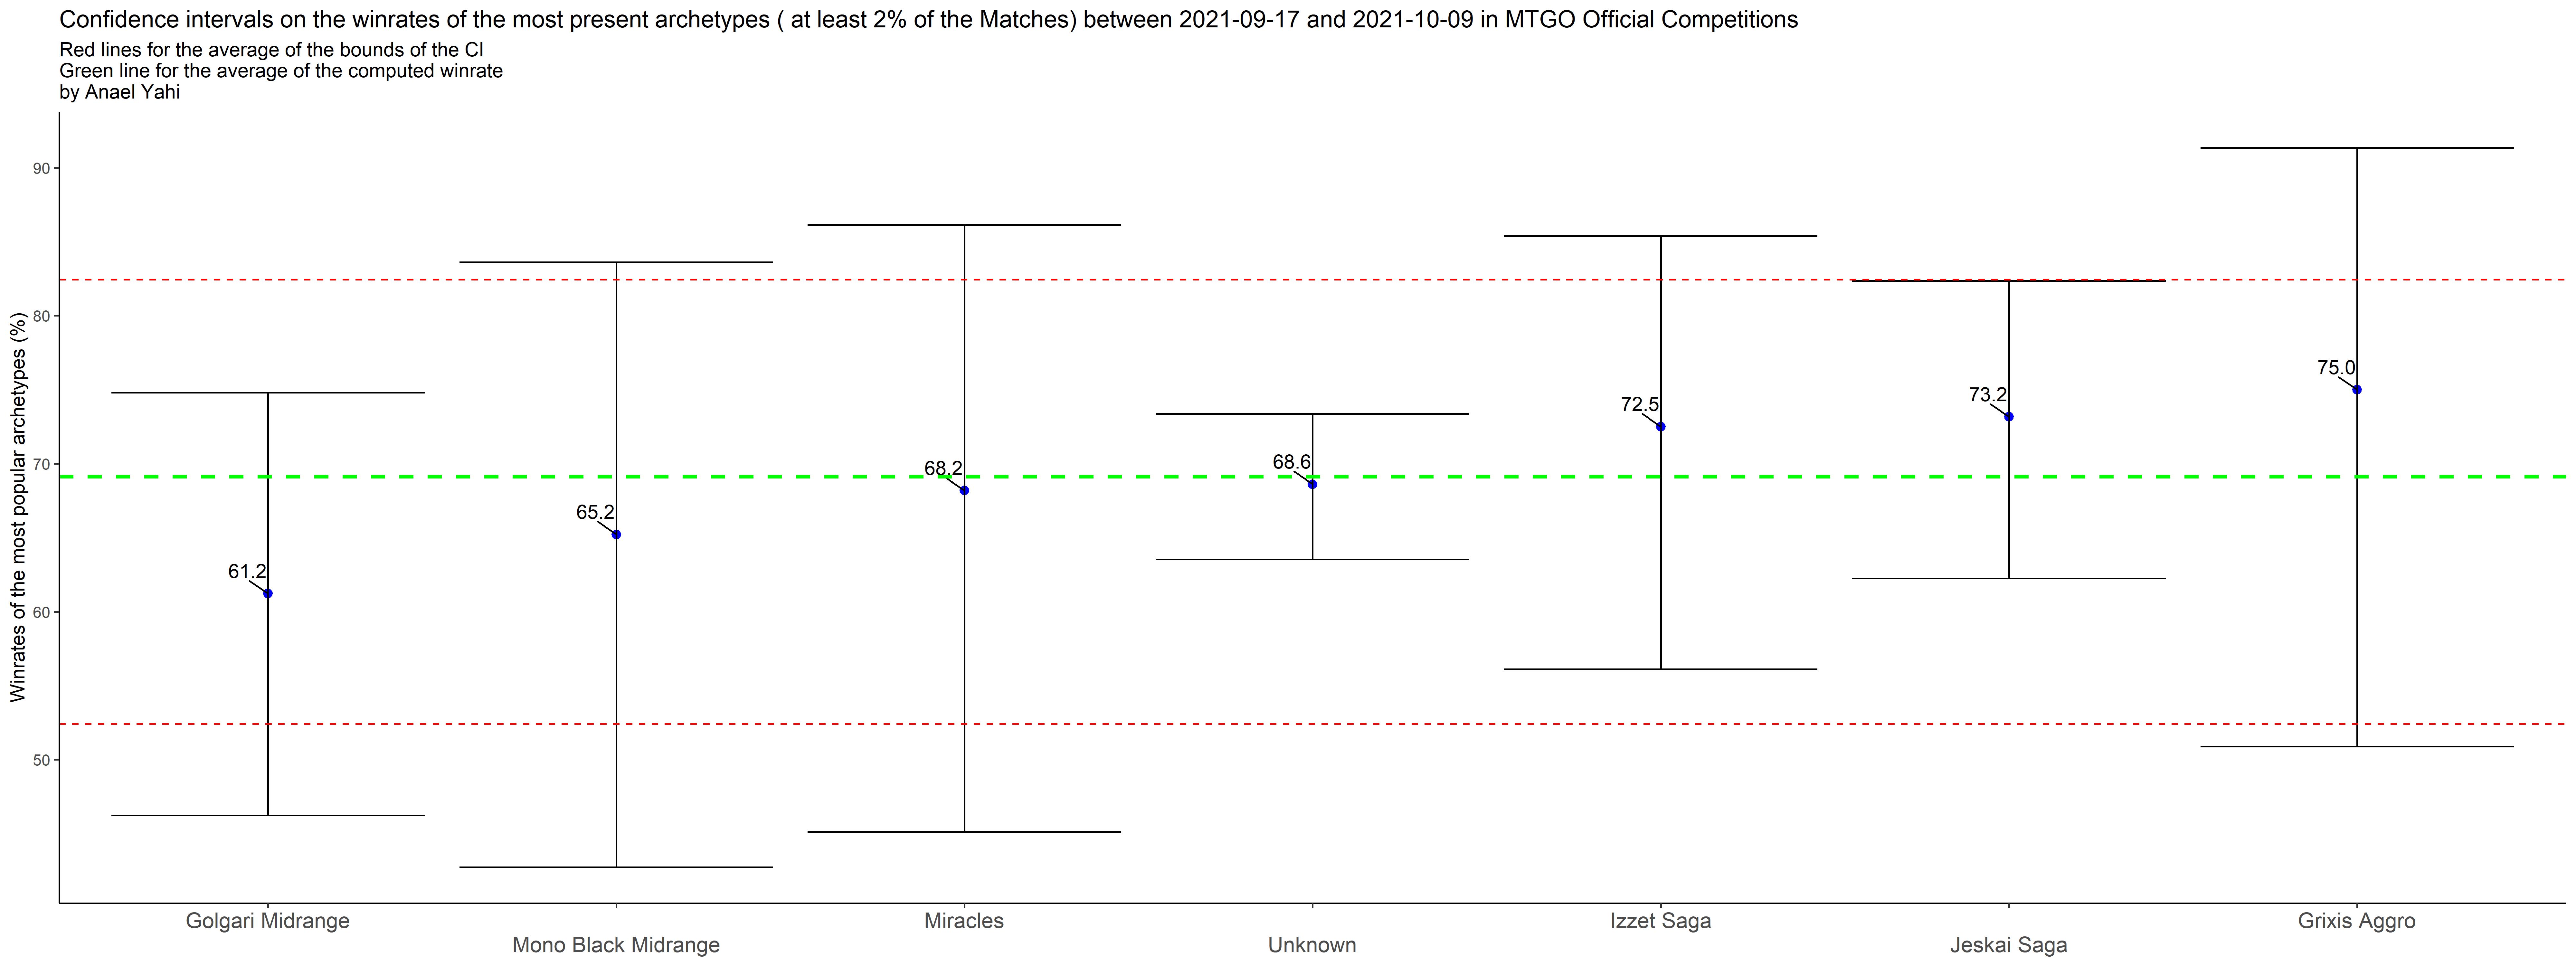 Confidence intervals on the winrates of the most present archetypes ( at least 2% of the Matches) between 2021-09-17 and 2021-10-09 in MTGO Official Competitions
Red lines for the average of the bounds of the CI
Green line for the average of the computed winrate
by Anael Yahi
Winrates of the most popular archetypes (%)
90
80
70
60
50
61.2
65.2
68.2
68.6
72.5
73.2
75.0
Golgari Midrange
Mono Black Midrange
Miracles
Unknown
Izzet Saga
Jeskai Saga
Grixis Aggro